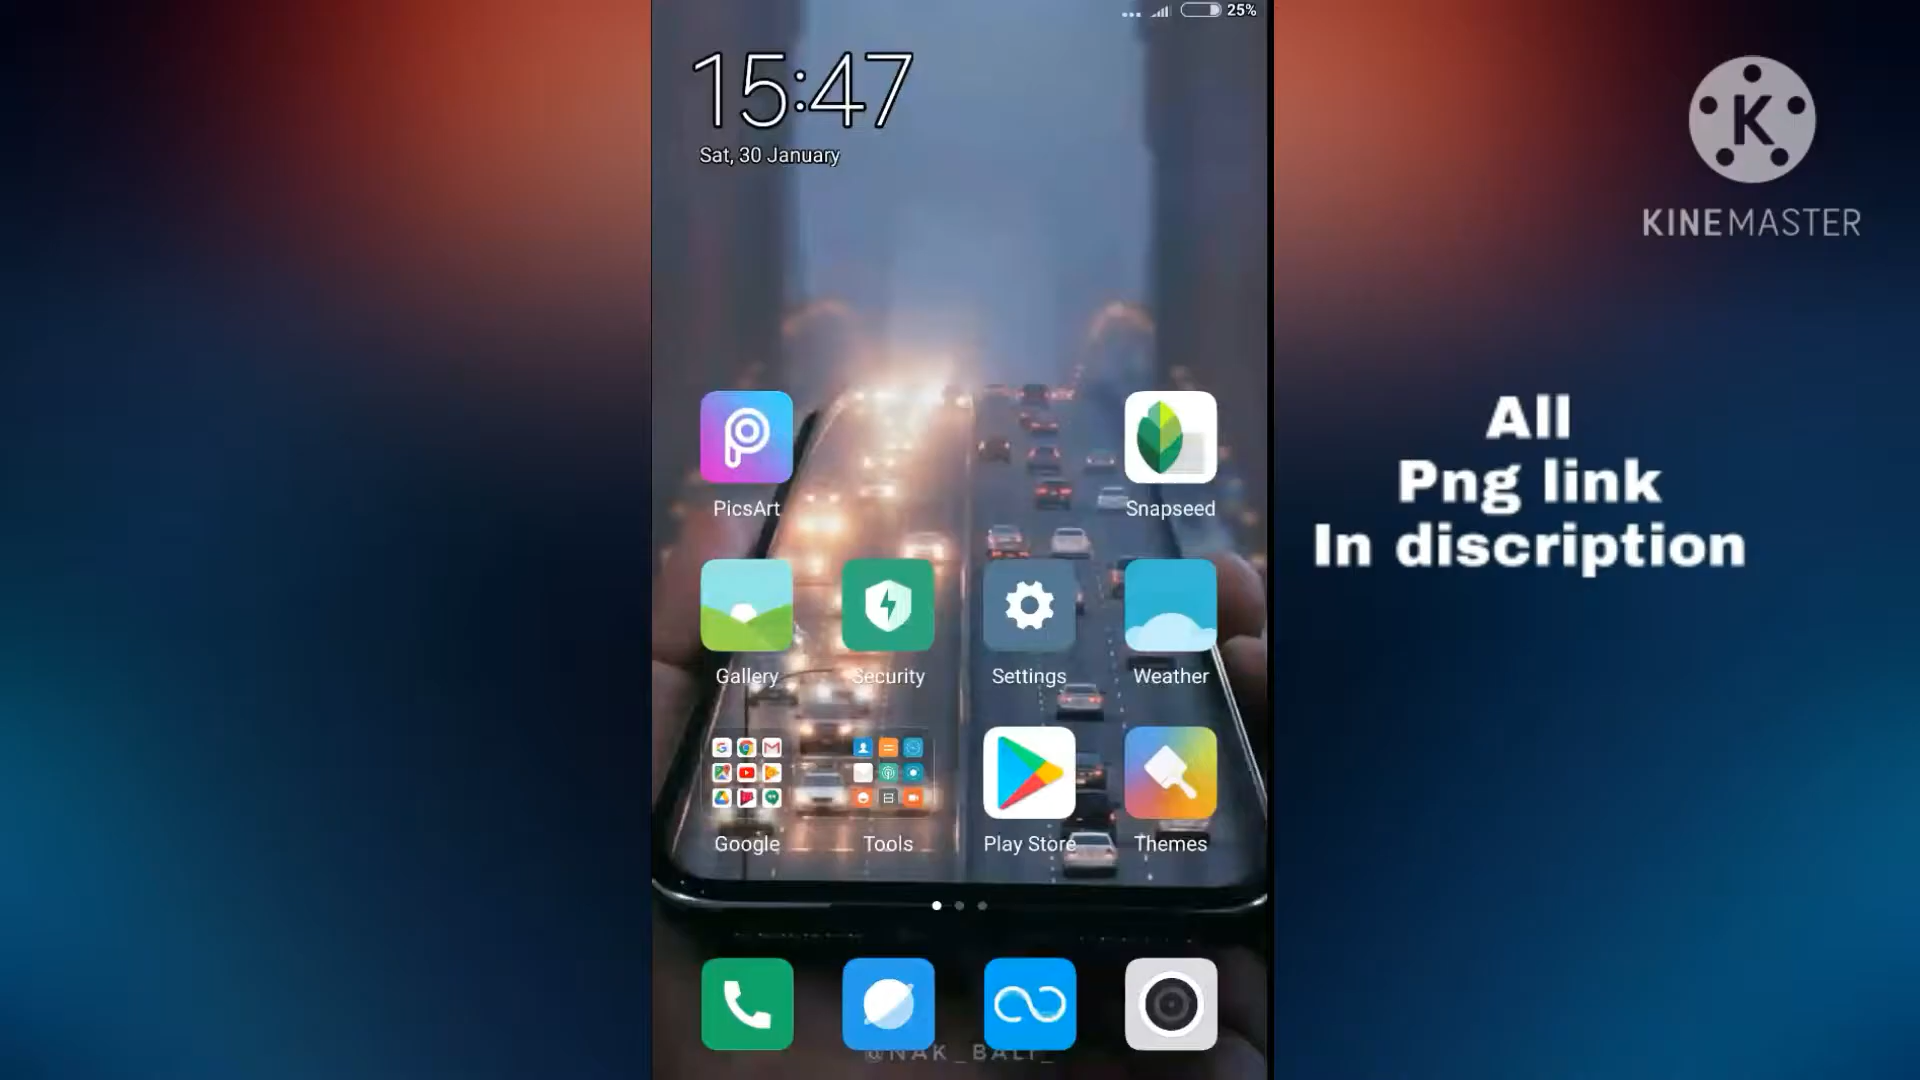 25%
15:47
Sat, 30 January
KINEMASTER
All
Png link
In discription
PicsArt
Snapseed
Gallery
Security
Settings
Weather
Google
Tools
Play Store
Themes
@NAK_BALI_